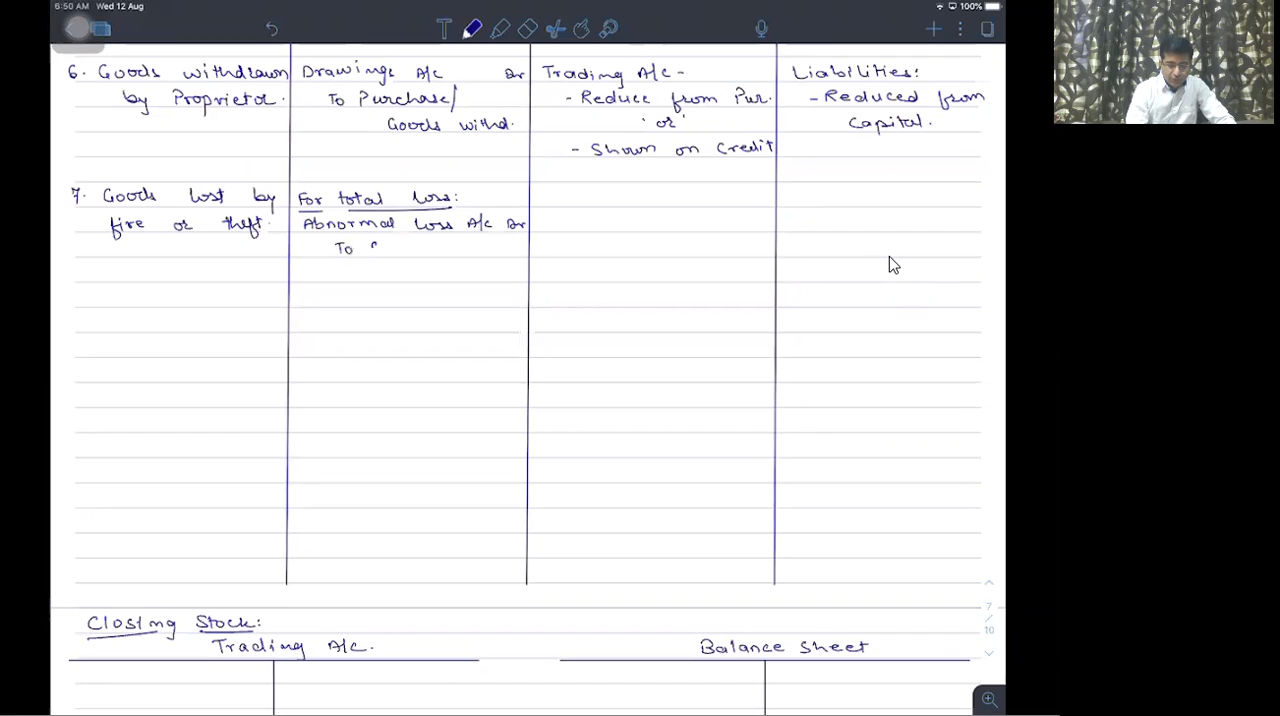 6:50 AM Wed 12 Aug
100%
6. Goods withdrawn by Proprietor.
Drawings A/c Dr
To Purchase/
Goods withd.
Trading A/c -
- Reduce from Pur.
'or'
- Shown on Credit
Liabilities:
- Reduced from
Capital.
7. Goods lost by
fire or theft.
For total loss:
Abnormal loss A/c Dr
To
7
/
10
Closing Stock:
Trading A/c.
Balance Sheet